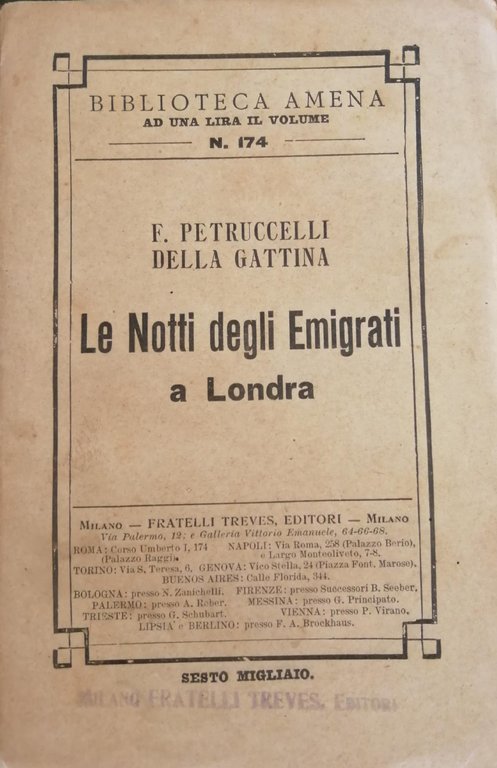 BIBLIOTECA AMENA
AD UNA LIRA IL VOLUME
N. 174
F. PETRUCCELLI
DELLA GATTINA
Le Notti degli Emigrati
a Londra
MILANO — FRATELLI TREVES, EDITORI — MILANO
Via Palermo, 12; e Galleria Vittorio Emanuele, 64-66-68.
ROMA: Corso Umberto I, 174 NAPOLI: Via Roma, 258 (Palazzo Berio),
(Palazzo Raggi). e Largo Monteoliveto, 7-8.
TORINO: Via S. Teresa, 6, GENOVA: Vico Stella, 24 (Piazza Font. Marose),
BUENOS AIRES: Calle Florida, 344.
BOLOGNA: presso N. Zanichelli. FIRENZE: presso Successori B. Seeber.
PALERMO: presso A. Reber. MESSINA: presso G. Principato.
TRIESTE: presso G. Schubart. VIENNA: presso P. Virano.
LIPSIA e BERLINO: presso F. A. Brockhaus.
SESTO MIGLIAIO.
MILANO FRATELLI TREVES, EDITORI